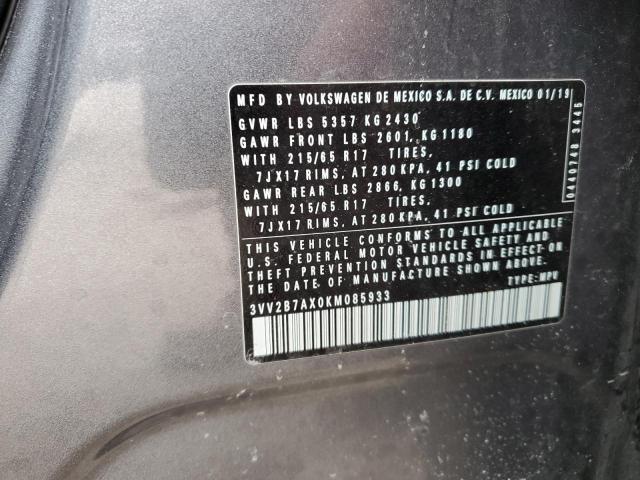 MFD BY VOLKSWAGEN DE MEXICO S.A. DE C.V. MEXICO 01/19
GVWR LBS 5357 KG 2430
GAWR FRONT LBS 2601, KG 1180
WITH 215/65 R17 TIRES,
7JX17 RIMS, AT 280 KPA, 41 PSI COLD
GAWR REAR LBS 2866, KG 1300
WITH 215/65 R17 TIRES,
7JX17 RIMS, AT 280 KPA, 41 PSI COLD
THIS VEHICLE CONFORMS TO ALL APPLICABLE
U.S. FEDERAL MOTOR VEHICLE SAFETY AND
THEFT PREVENTION STANDARDS IN EFFECT ON
THE DATE OF MANUFACTURE SHOWN ABOVE.
TYPE: MPV
3VV2B7AX0KM085933
0440748 3445